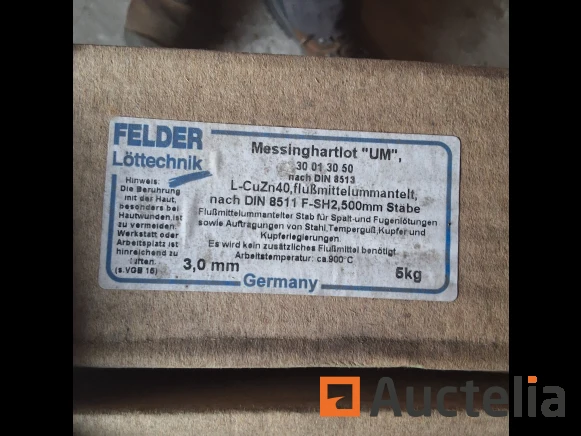 FELDER
Löttechnik
Hinweis:
Die Berührung
mit der Haut,
besonders bei
Hautwunden,ist
zu vermeiden.
Werkstatt oder
Arbeitsplatz ist
hinreichend zu
lüften.
(s.VGB 15)
Messinghartlot "UM",
30 01 30 50
nach DIN 8513
L-CuZn40,flußmittelummantelt,
nach DIN 8511 F-SH2,500mm Stabe
Flußmittelummantelter Stab für Spalt-und Fugenlötungen
sowie Auftragungen von Stahl,Temperguß,Kupfer und
Kupferlegierungen.
Es wird kein zusätzliches Flußmittel benötigt.
Arbeitstemperatur: ca.900°C
3,0 mm
5kg
Germany
Auctelia